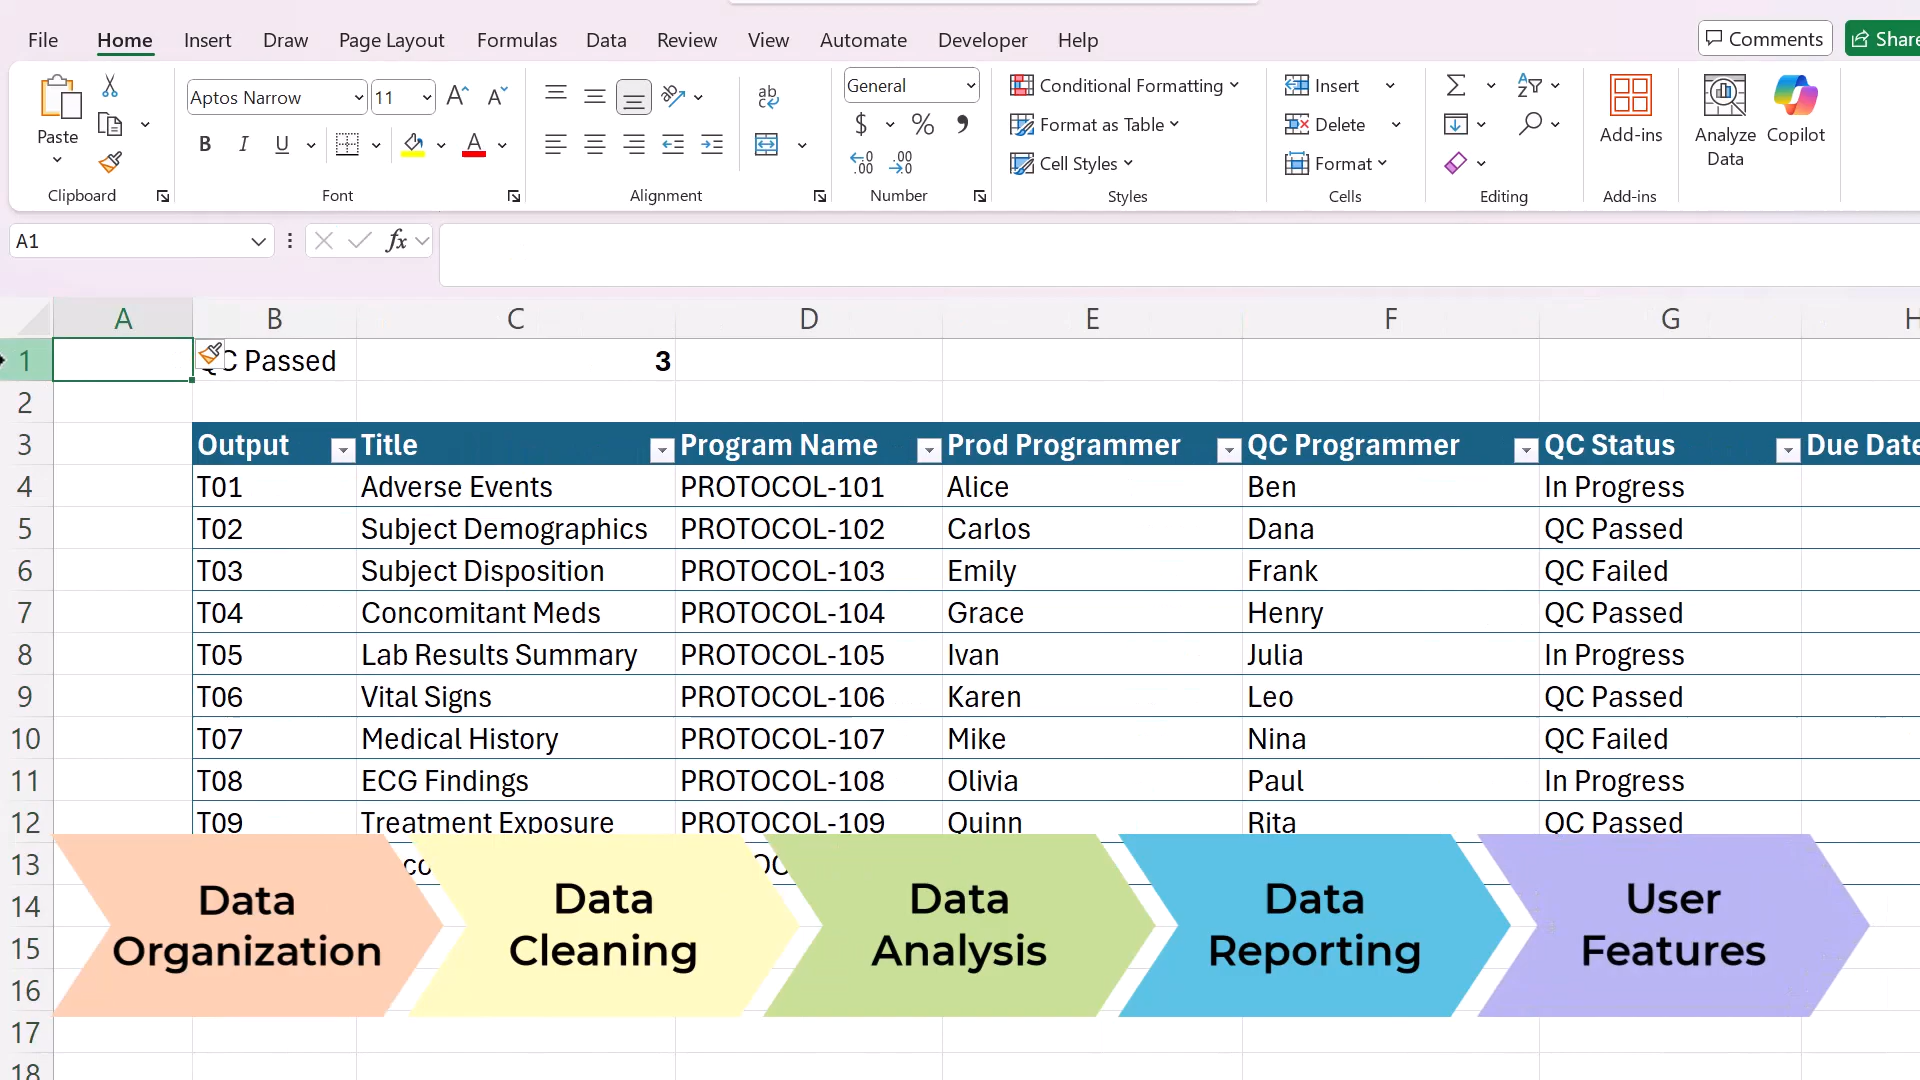 File Home Insert Draw Page Layout Formulas Data Review View Automate Developer Help Comments Share
Paste
Clipboard
Aptos Narrow 11
B I U
Font
ab
Alignment
General
$ % 9
Number
Conditional Formatting
Format as Table
Cell Styles
Styles
Insert
Delete
Format
Cells
Editing
Add-ins
Add-ins
Analyze Data
Copilot
A1 fx
A B C D E F G H
1 QC Passed 3
2
3 Output Title Program Name Prod Programmer QC Programmer QC Status Due Date
4 T01 Adverse Events PROTOCOL-101 Alice Ben In Progress
5 T02 Subject Demographics PROTOCOL-102 Carlos Dana QC Passed
6 T03 Subject Disposition PROTOCOL-103 Emily Frank QC Failed
7 T04 Concomitant Meds PROTOCOL-104 Grace Henry QC Passed
8 T05 Lab Results Summary PROTOCOL-105 Ivan Julia In Progress
9 T06 Vital Signs PROTOCOL-106 Karen Leo QC Passed
10 T07 Medical History PROTOCOL-107 Mike Nina QC Failed
11 T08 ECG Findings PROTOCOL-108 Olivia Paul In Progress
12 T09 Treatment Exposure PROTOCOL-109 Quinn Rita QC Passed
13
14
15
16
17
18
Data
Organization
Data
Cleaning
Data
Analysis
Data
Reporting
User
Features